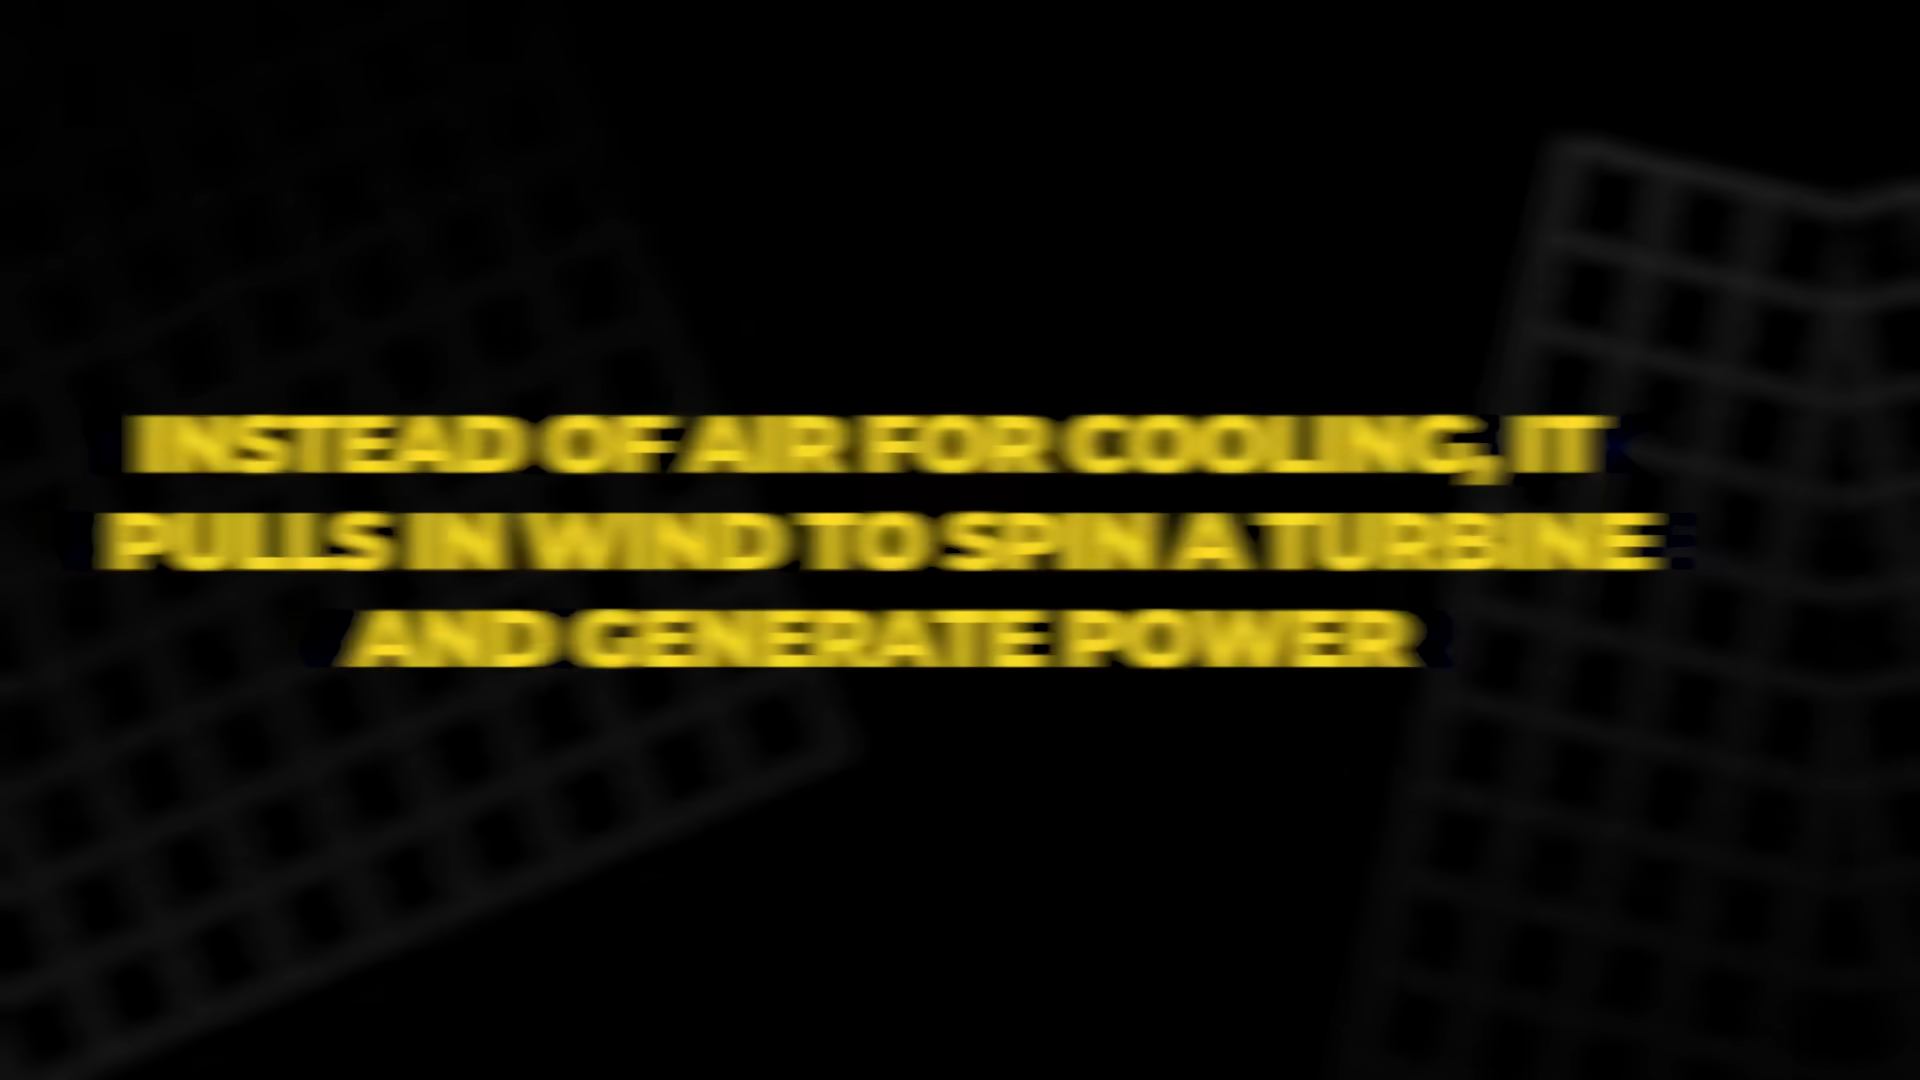 INSTEAD OF AIR FOR COOLING, IT
PULLS IN WIND TO SPIN A TURBINE
AND GENERATE POWER